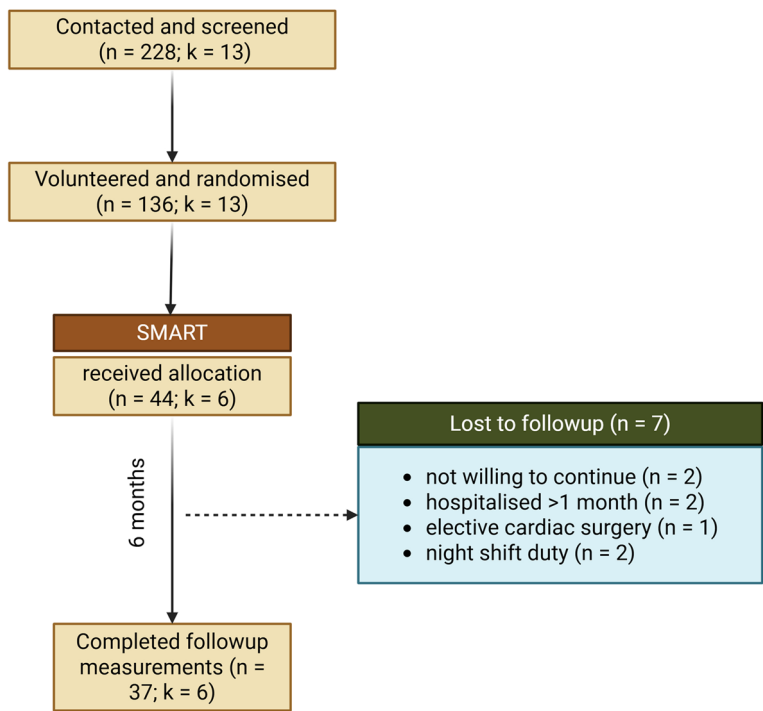 Contacted and screened
(n = 228; k = 13)
Volunteered and randomised
(n = 136; k = 13)
SMART
received allocation
(n = 44; k = 6)
6 months
Lost to followup (n = 7)
• not willing to continue (n = 2)
• hospitalised >1 month (n = 2)
• elective cardiac surgery (n = 1)
• night shift duty (n = 2)
Completed followup
measurements (n =
37; k = 6)